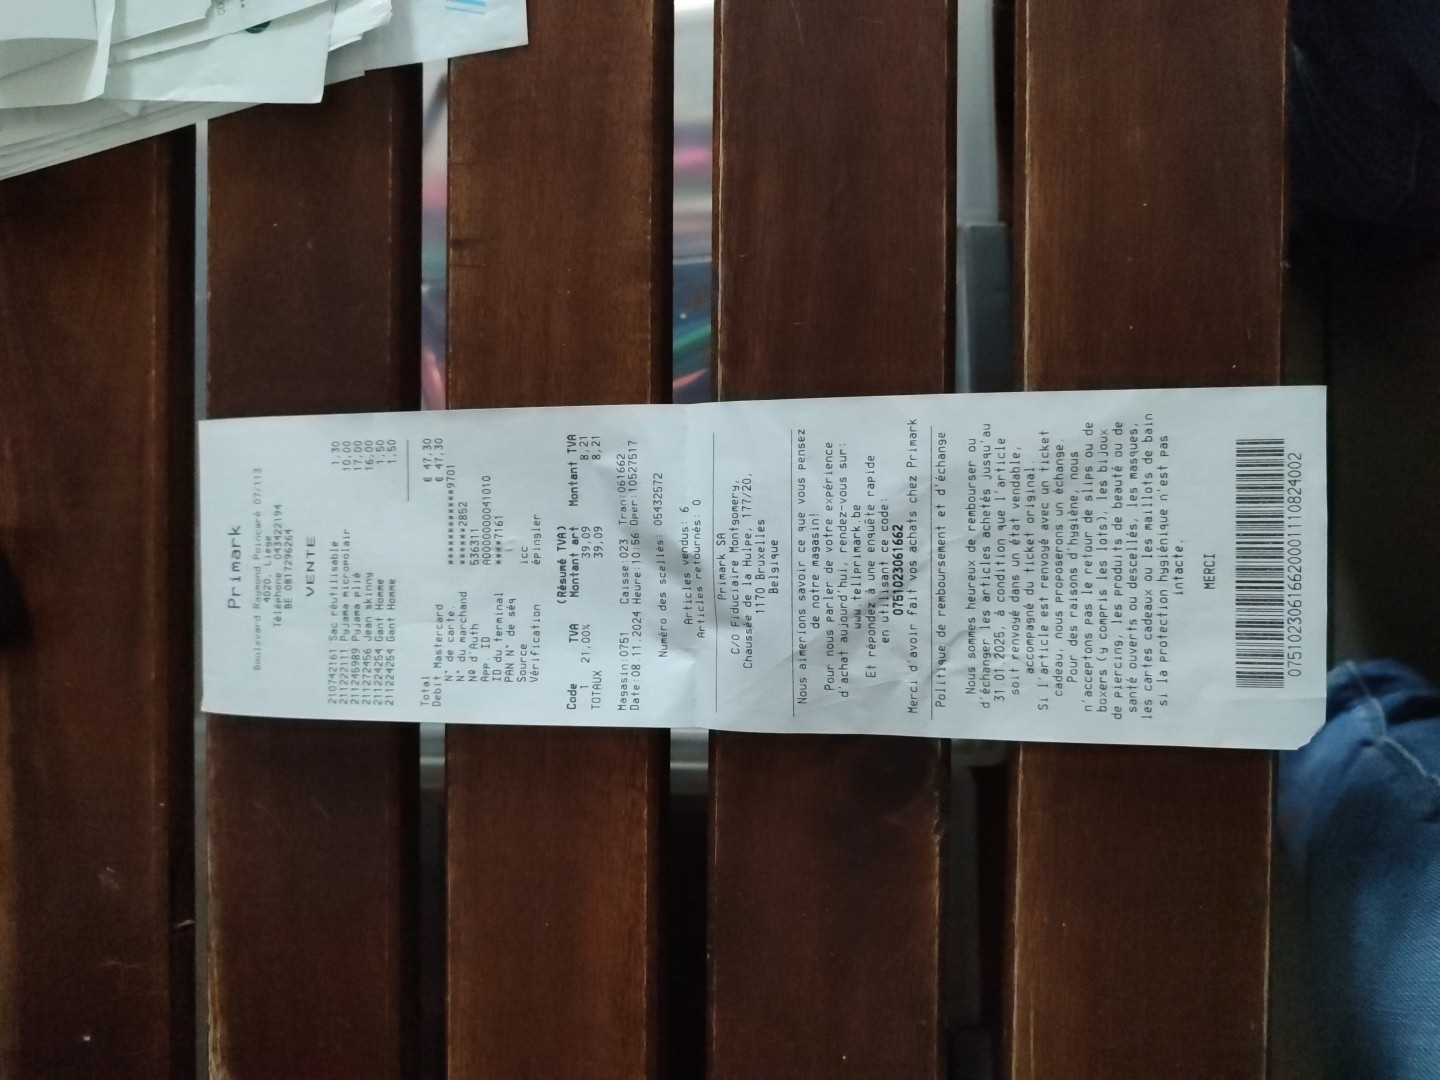 Primark
Boulevard Raymond Poincaré 07/113
4020, Liège
Téléphone 043422194
BE 0817296264
VENTE
210742161 Sac réutilisable 1,30
211222111 Pyjama micropolair 10,00
211245989 Pyjama plié 17,00
211272456 Jean skinny 16,00
211224254 Gant Homme 1,50
211224254 Gant Homme 1,50
Total € 47,30
Debit Mastercard € 47,30
N° de carte ************9701
N° du marchand ******2852
No d'Auth 536311
App. ID A0000000041010
ID du terminal ****7161
PAN N° de séq
Source icc
Vérification épingler
(Résumé TVA)
Code TVA Montant ert Montant TVA
1 21,00% 39,09 8,21
TOTAUX 39,09 8,21
Magasin:0751 Caisse:023 Tran:061662
Date:08.11.2024 Heure:10:56 Oper:10527517
Numéro des scellés: 05432572
Articles vendus: 6
Articles retournés: 0
Primark SA
C/O Fiduciaire Montgomery,
Chaussée de la Hulpe, 177/20,
1170 Bruxelles
Belgique
Nous aimerions savoir ce que vous pensez
de notre magasin!
Pour nous parler de votre expérience
d'achat aujourd'hui, rendez-vous sur:
www.tellprimark.be
Et répondez à une enquête rapide
en utilisant ce code:
0751023061662
Merci d'avoir fait vos achats chez Primark
Politique de remboursement et d'échange
Nous sommes heureux de rembourser ou
d'échanger les articles achetés jusqu'au
31.01.2025, à condition que l'article
soit renvoyé dans un état vendable,
accompagné du ticket original.
Si l'article est renvoyé avec un ticket
cadeau, nous proposerons un échange.
Pour des raisons d'hygiène, nous
n'acceptons pas le retour de slips ou de
boxers (y compris les lots), les bijoux
de piercing, les produits de beauté ou de
santé ouverts ou descellés, les masques,
les cartes cadeaux ou les maillots de bain
si la protection hygiénique n'est pas
intacte.
MERCI
07510230616620001110824002